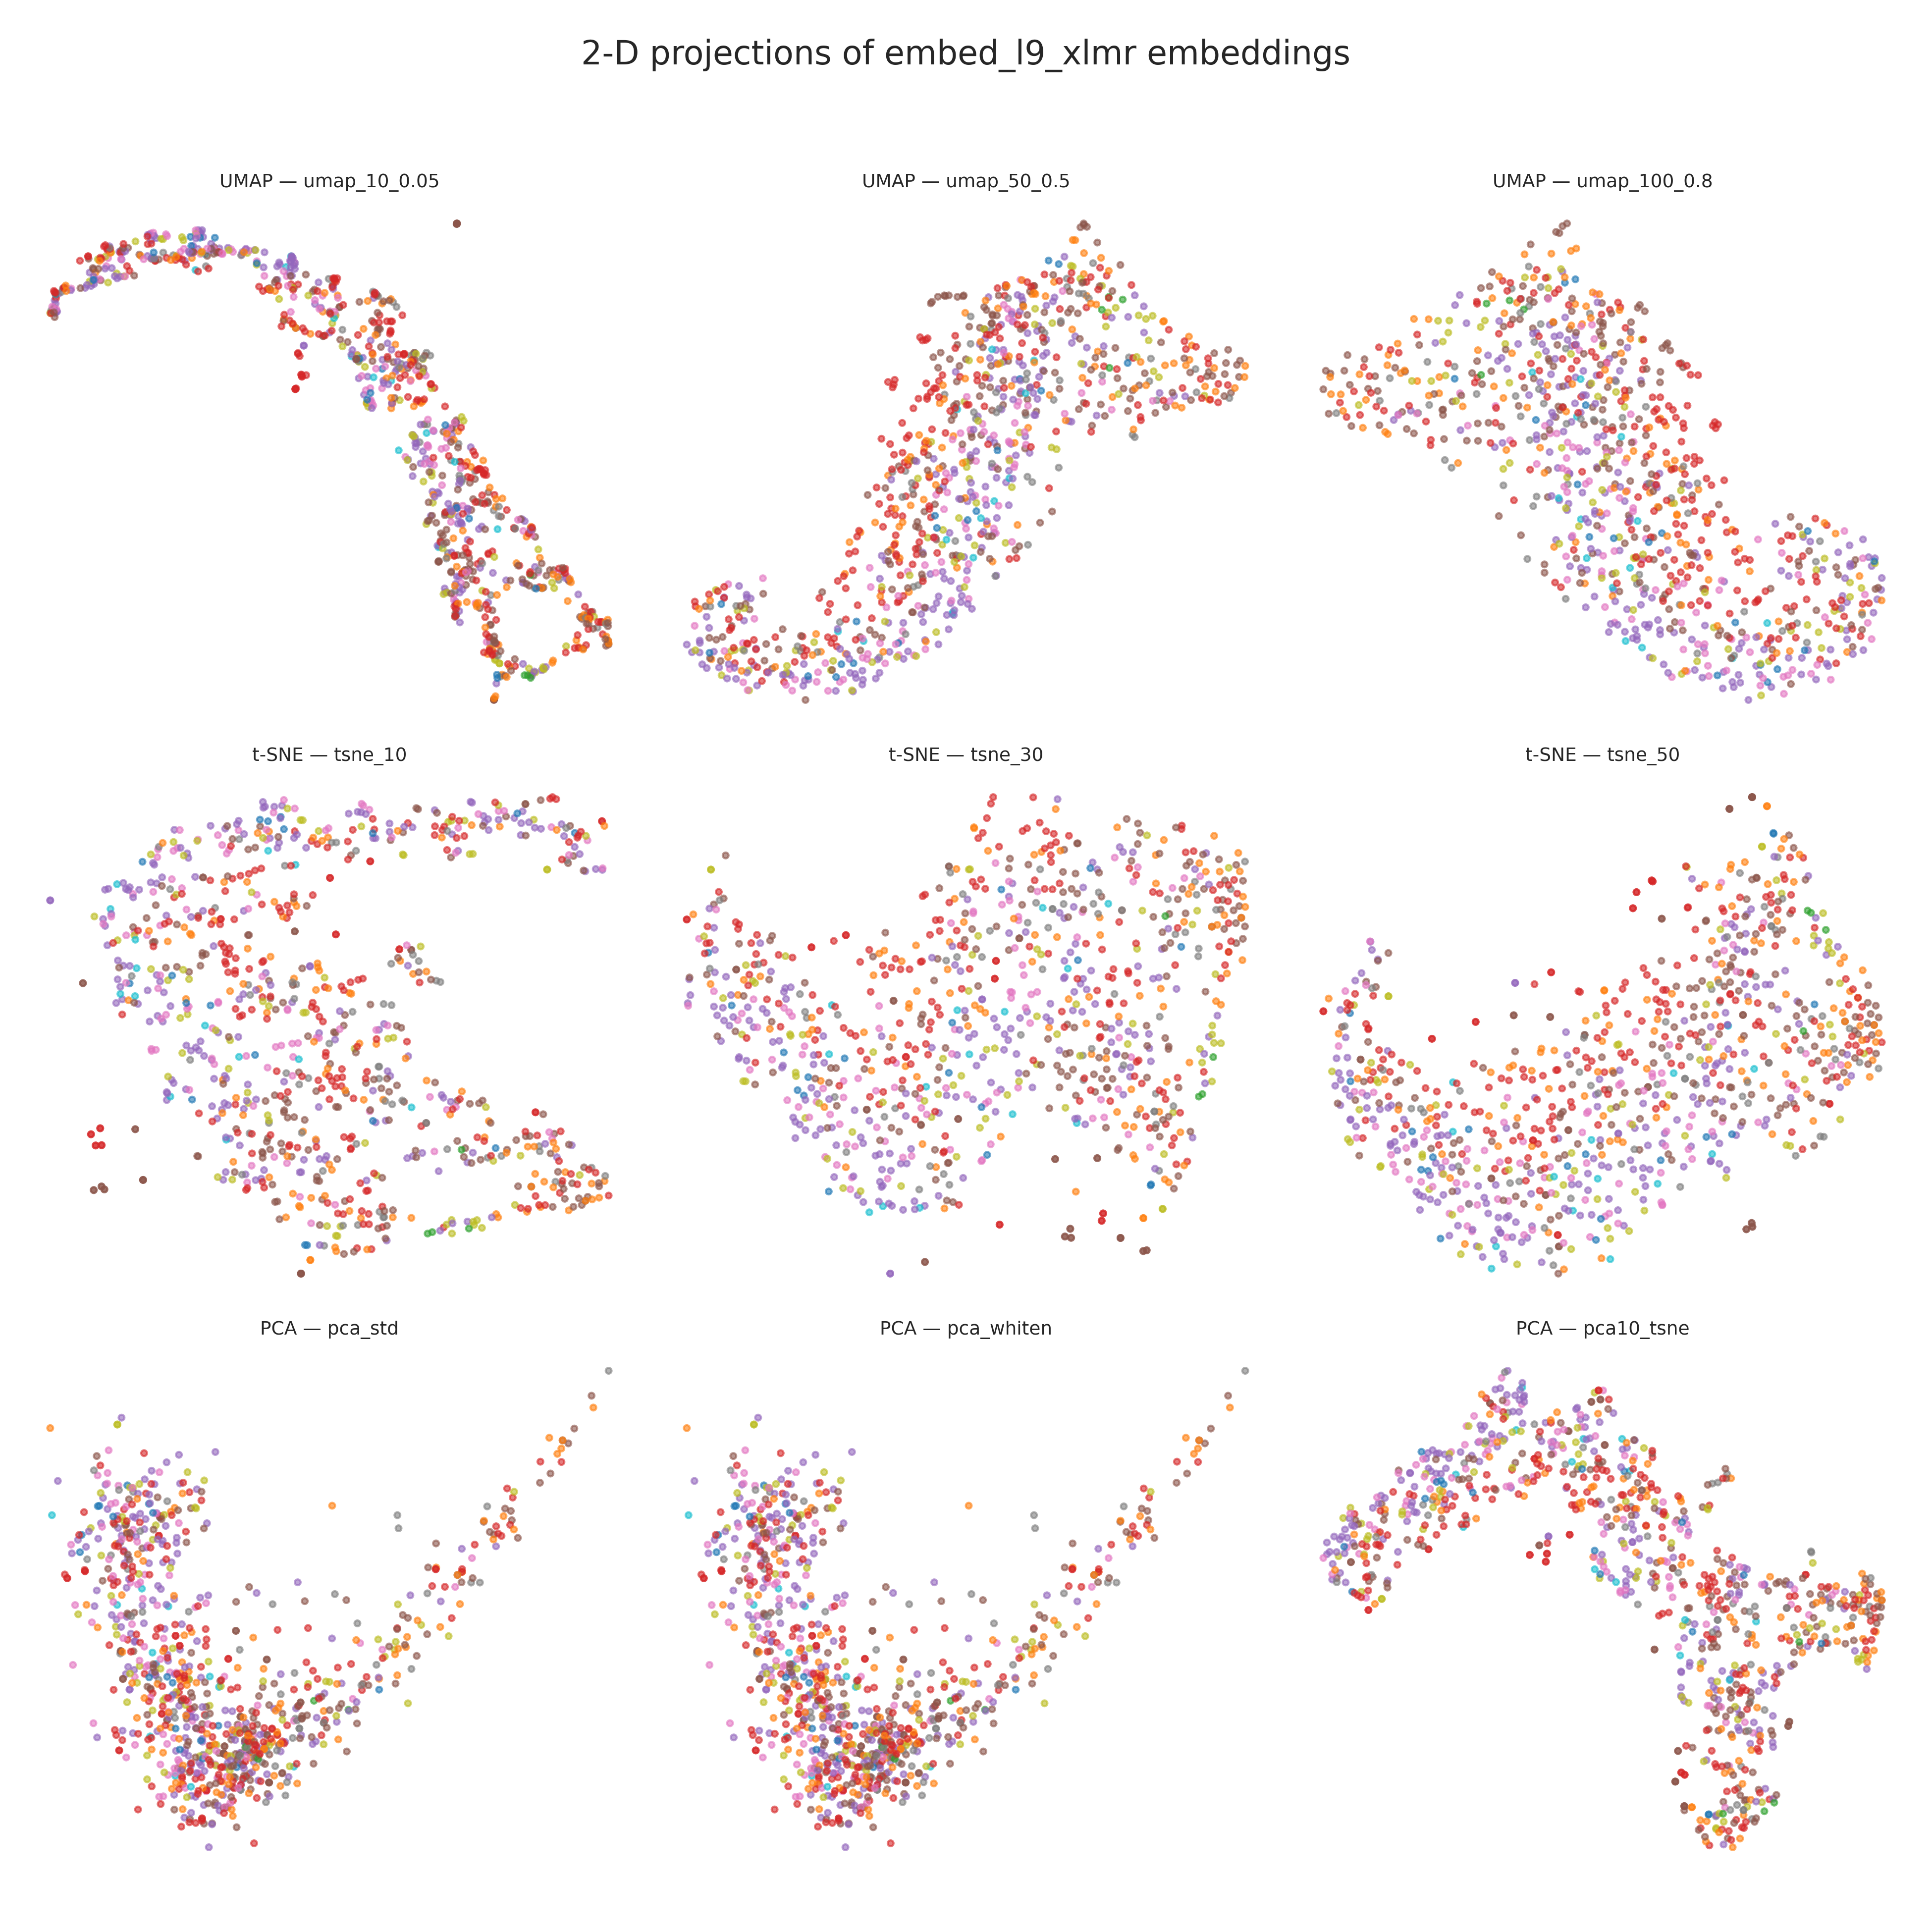 2-D projections of embed_l9_xlmr embeddings
UMAP — umap_10_0.05
UMAP — umap_50_0.5
UMAP — umap_100_0.8
t-SNE — tsne_10
t-SNE — tsne_30
t-SNE — tsne_50
PCA — pca_std
PCA — pca_whiten
PCA — pca10_tsne